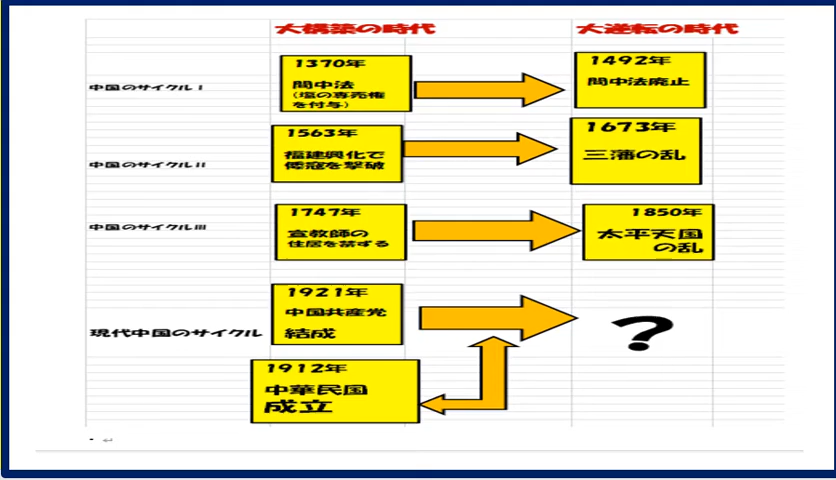 大構築の時代
大逆転の時代
中国のサイクルⅠ
1370年
間中法
(塩の専売権
を付与)
1492年
間中法廃止
中国のサイクルⅡ
1563年
福建興化で
倭寇を撃破
1673年
三藩の乱
中国のサイクルⅢ
1747年
宣教師の
住居を禁ずる
1850年
太平天国
の乱
現代中国のサイクル
1921年
中国共産党
結成
?
1912年
中華民国
成立